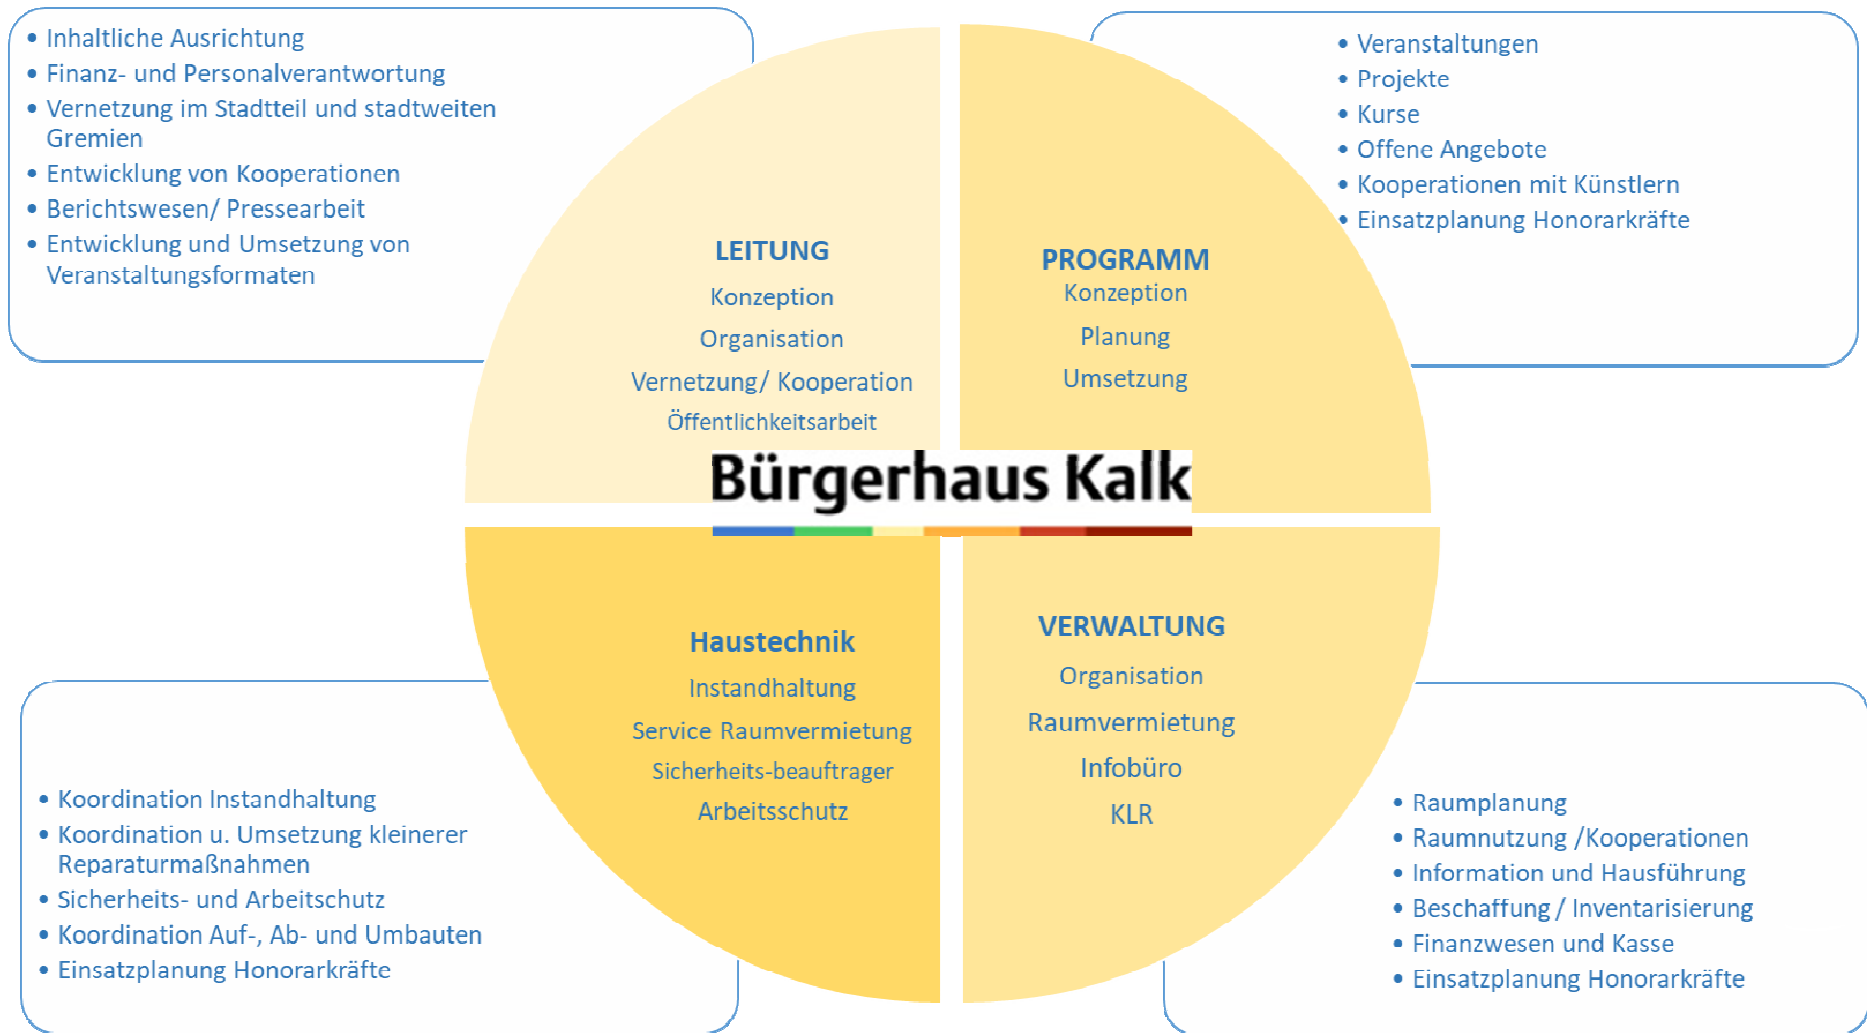 • Inhaltliche Ausrichtung
• Finanz- und Personalverantwortung
• Vernetzung im Stadtteil und stadtweiten
Gremien
• Entwicklung von Kooperationen
• Berichtswesen/ Pressearbeit
• Entwicklung und Umsetzung von
Veranstaltungsformaten
• Veranstaltungen
• Projekte
• Kurse
• Offene Angebote
• Kooperationen mit Künstlern
• Einsatzplanung Honorarkräfte
LEITUNG
Konzeption
Organisation
Vernetzung/ Kooperation
Öffentlichkeitsarbeit
PROGRAMM
Konzeption
Planung
Umsetzung
Bürgerhaus Kalk
Haustechnik
Instandhaltung
Service Raumvermietung
Sicherheits-beauftrager
Arbeitsschutz
VERWALTUNG
Organisation
Raumvermietung
Infobüro
KLR
• Koordination Instandhaltung
• Koordination u. Umsetzung kleinerer
Reparaturmaßnahmen
• Sicherheits- und Arbeitschutz
• Koordination Auf-, Ab- und Umbauten
• Einsatzplanung Honorarkräfte
• Raumplanung
• Raumnutzung /Kooperationen
• Information und Hausführung
• Beschaffung / Inventarisierung
• Finanzwesen und Kasse
• Einsatzplanung Honorarkräfte